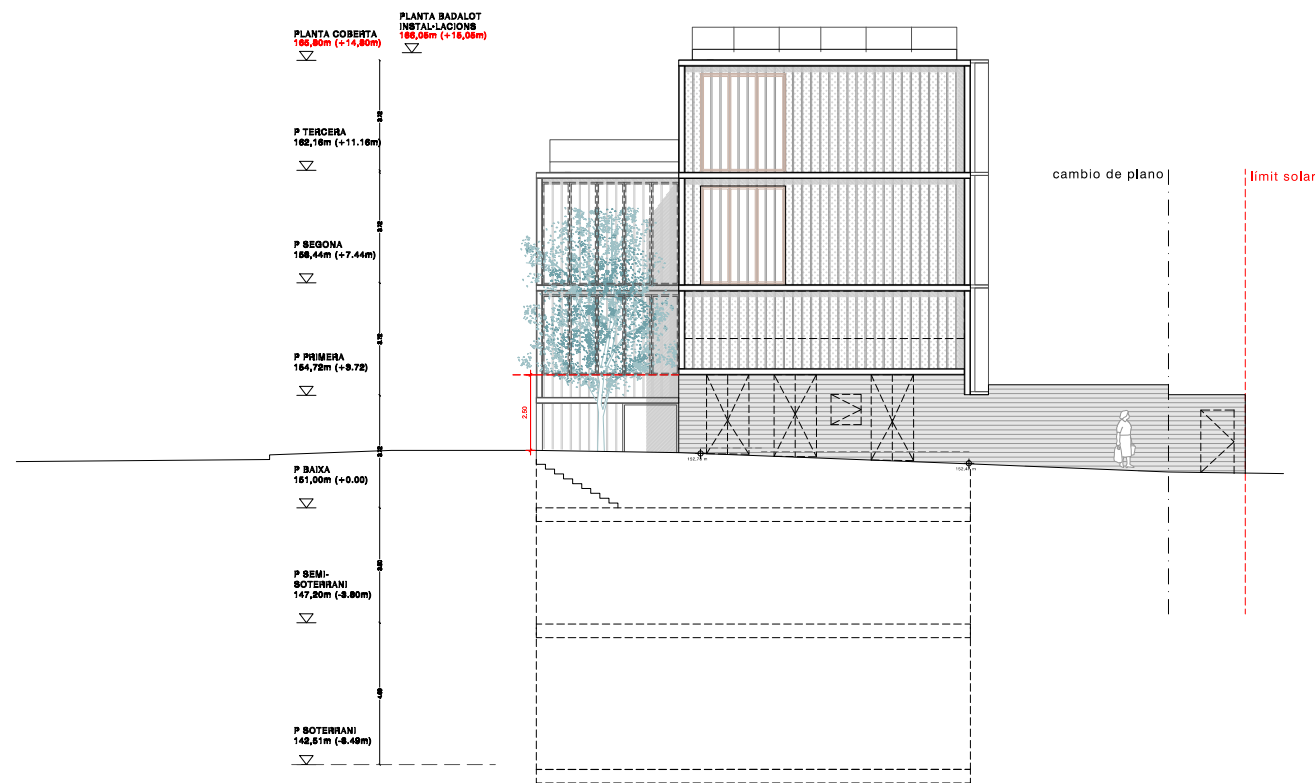 PLANTA BADALOT
INSTAL·LACIONS
166,05m (+15,05m)
PLANTA COBERTA
165,80m (+14,80m)
P TERCERA
162,16m (+11.16m)
cambio de plano
límit solar
P SEGONA
158,44m (+7.44m)
P PRIMERA
154,72m (+3.72)
2,50
P BAIXA
151,00m (+0.00)
P SEMI-
SOTERRANI
147,20m (-3.80m)
P SOTERRANI
142,51m (-8.49m)